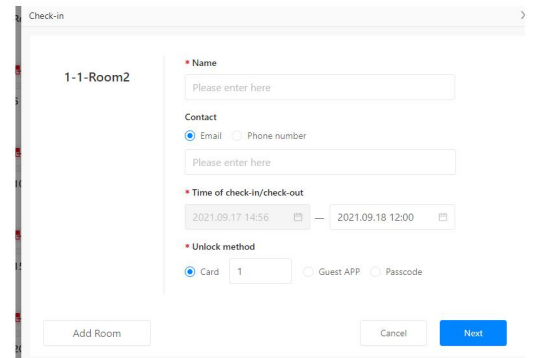 Check-in
1-1-Room2
* Name
Please enter here
Contact
Email Phone number
Please enter here
* Time of check-in/check-out
2021.09.17 14:56 — 2021.09.18 12:00
* Unlock method
Card 1 Guest APP Passcode
Add Room Cancel Next